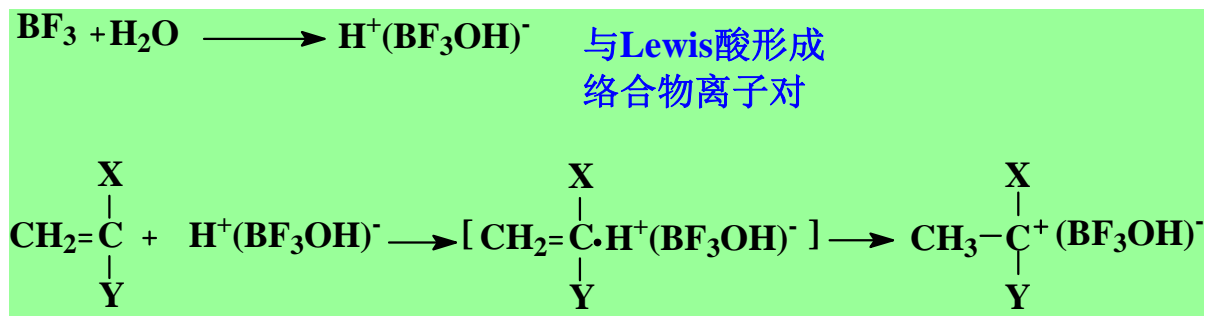 BF₃ + H₂O ⟶ H⁺(BF₃OH)⁻
与Lewis酸形成
络合物离子对
X X X
CH₂=C + H⁺(BF₃OH)⁻ ⟶ [ CH₂=C·H⁺(BF₃OH)⁻ ] ⟶ CH₃−C⁺ (BF₃OH)⁻
Y Y Y